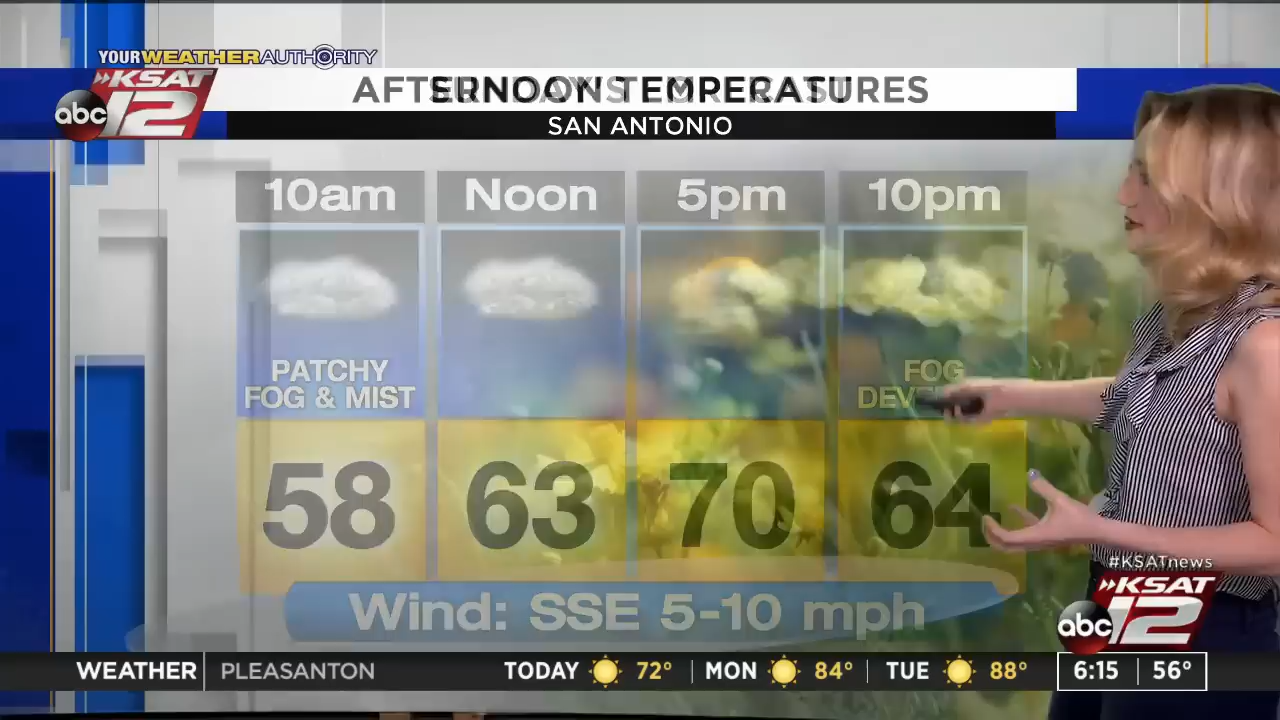 YOUR WEATHER AUTHORITY
KSAT
abc 12
TEMPERATURES
SAN ANTONIO
10am Noon 5pm 10pm
PATCHY
FOG & MIST
FOG
58 63 70 64
Wind: SSE 5-10 mph
#KSATnews
KSAT
abc 12
WEATHER PLEASANTON TODAY 72° MON 84° TUE 88° 6:15 56°